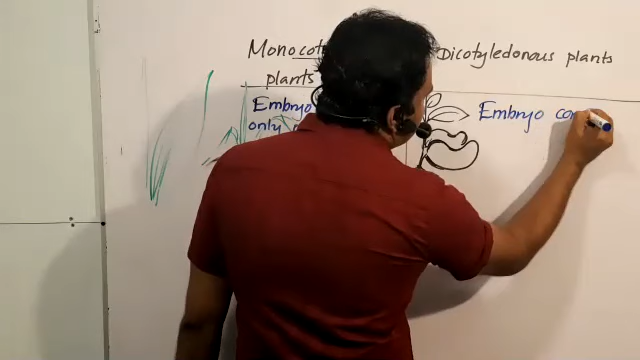 Monocot Dicotyledonous plants
plants
Embryo Embryo co
only